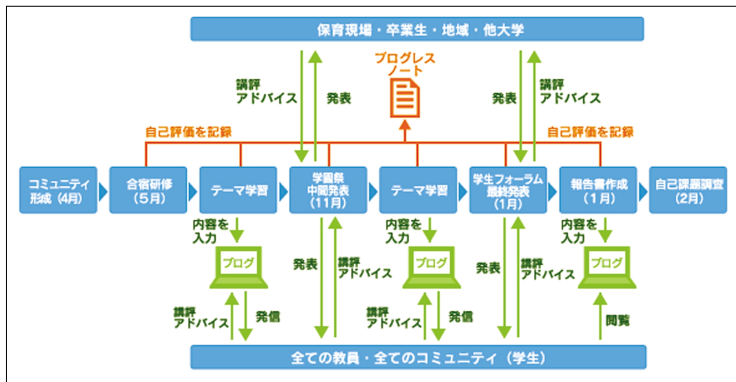 保育現場・卒業生・地域・他大学
プログレス
ノート
講評
アドバイス
発表
発表
講評
アドバイス
自己評価を記録
自己評価を記録
コミュニティ
形成(4月)
合宿研修
(5月)
テーマ学習
学園祭
中間発表
(11月)
テーマ学習
学生フォーラム
最終発表
(1月)
報告書作成
(1月)
自己課題調査
(2月)
内容を
入力
ブログ
発表
講評
アドバイス
内容を
入力
ブログ
発表
講評
アドバイス
内容を
入力
ブログ
講評
アドバイス
発信
講評
アドバイス
発信
閲覧
全ての教員・全てのコミュニティ(学生)